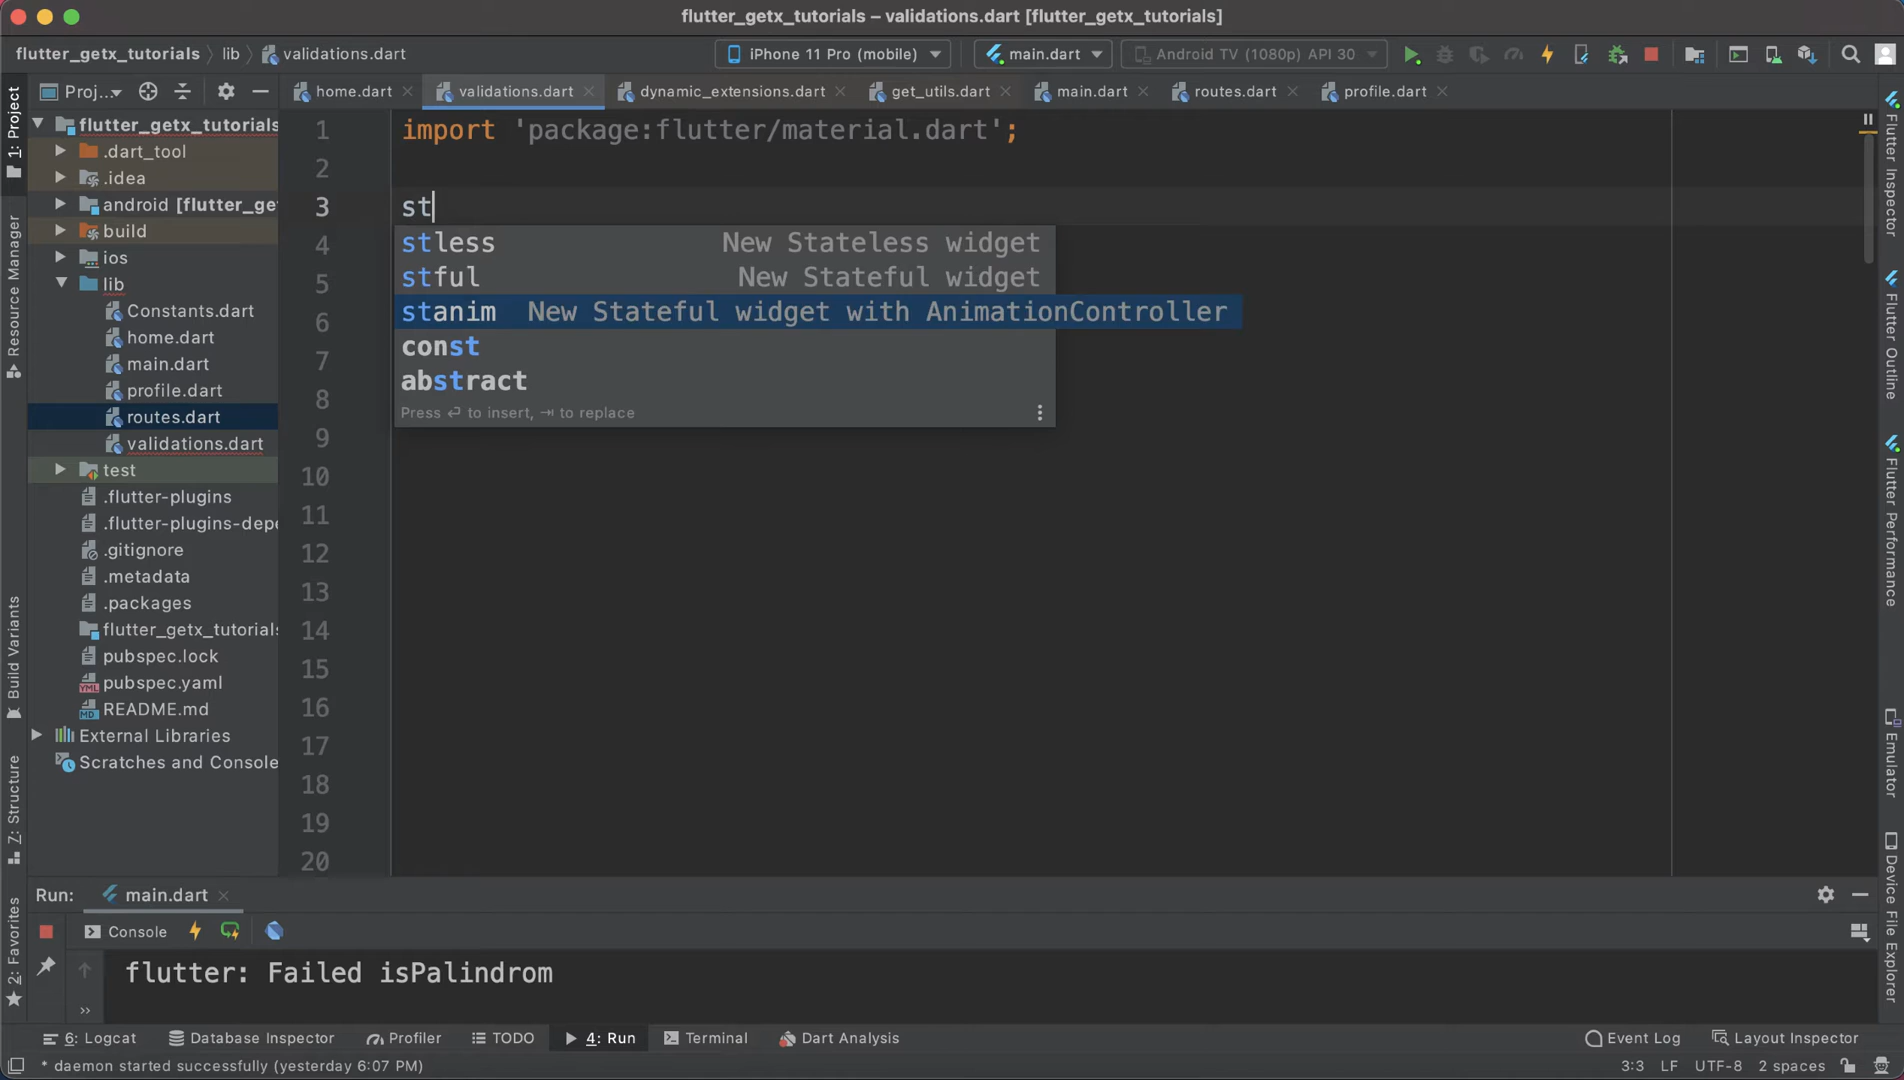 flutter_getx_tutorials – validations.dart [flutter_getx_tutorials]
flutter_getx_tutorials lib validations.dart
iPhone 11 Pro (mobile) main.dart Android TV (1080p) API 30
1: Project
Proj...
home.dart validations.dart dynamic_extensions.dart get_utils.dart main.dart routes.dart profile.dart
flutter_getx_tutorials
.dart_tool
.idea
android [flutter_ge
build
ios
lib
Constants.dart
home.dart
main.dart
profile.dart
routes.dart
validations.dart
test
.flutter-plugins
.flutter-plugins-depe
.gitignore
.metadata
.packages
flutter_getx_tutorials
pubspec.lock
pubspec.yaml
README.md
External Libraries
Scratches and Console
Resource Manager
Build Variants
Z: Structure
2: Favorites
1 import 'package:flutter/material.dart';
2
3 st
4
5
6
7
8
9
10
11
12
13
14
15
16
17
18
19
20
stless New Stateless widget
stful New Stateful widget
stanim New Stateful widget with AnimationController
const
abstract
Press ⏎ to insert, ⇥ to replace
Flutter Inspector
Flutter Outline
Flutter Performance
Emulator
Device File Explorer
Run: main.dart
Console
flutter: Failed isPalindrom
6: Logcat Database Inspector Profiler TODO 4: Run Terminal Dart Analysis Event Log Layout Inspector
* daemon started successfully (yesterday 6:07 PM) 3:3 LF UTF-8 2 spaces